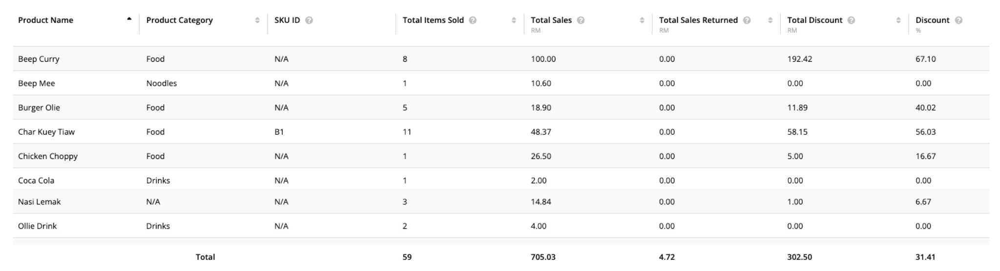 Product Name Product Category SKU ID Total Items Sold Total Sales Total Sales Returned Total Discount Discount
RM RM RM %
Beep Curry Food N/A 8 100.00 0.00 192.42 67.10
Beep Mee Noodles N/A 1 10.60 0.00 0.00 0.00
Burger Olie Food N/A 5 18.90 0.00 11.89 40.02
Char Kuey Tiaw Food B1 11 48.37 0.00 58.15 56.03
Chicken Choppy Food N/A 1 26.50 0.00 5.00 16.67
Coca Cola Drinks N/A 1 2.00 0.00 0.00 0.00
Nasi Lemak N/A N/A 3 14.84 0.00 1.00 6.67
Ollie Drink Drinks N/A 2 4.00 0.00 0.00 0.00
Total 59 705.03 4.72 302.50 31.41